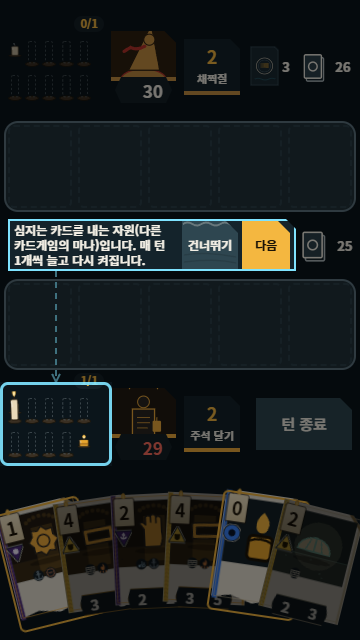 0/1
30
2
채찍질
3
26
심지는 카드를 내는 자원(다른
카드게임의 마나)입니다. 매 턴
1개씩 늘고 다시 켜집니다.
건너뛰기
다음
25
1/1
29
2
주석 달기
턴 종료
1
4
2
4
0
2
3
2
3
5
2
3